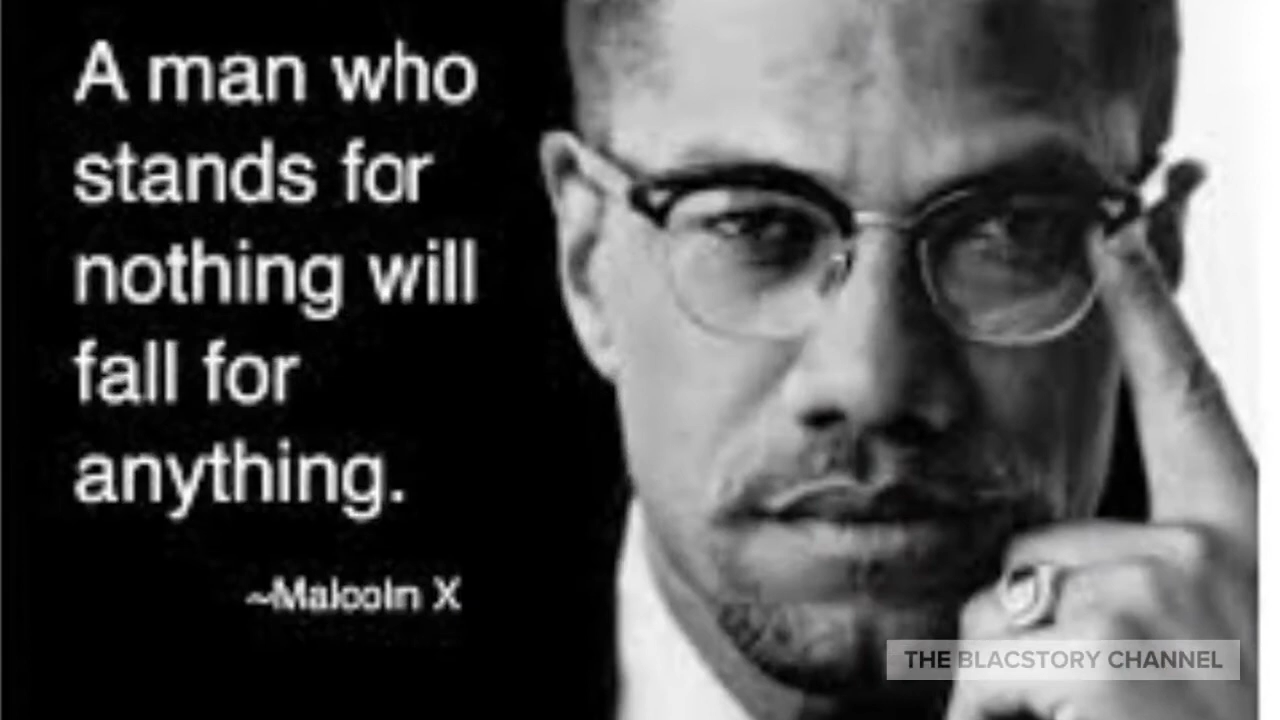 A man who
stands for
nothing will
fall for
anything.
~Malcolm X
THE BLACSTORY CHANNEL